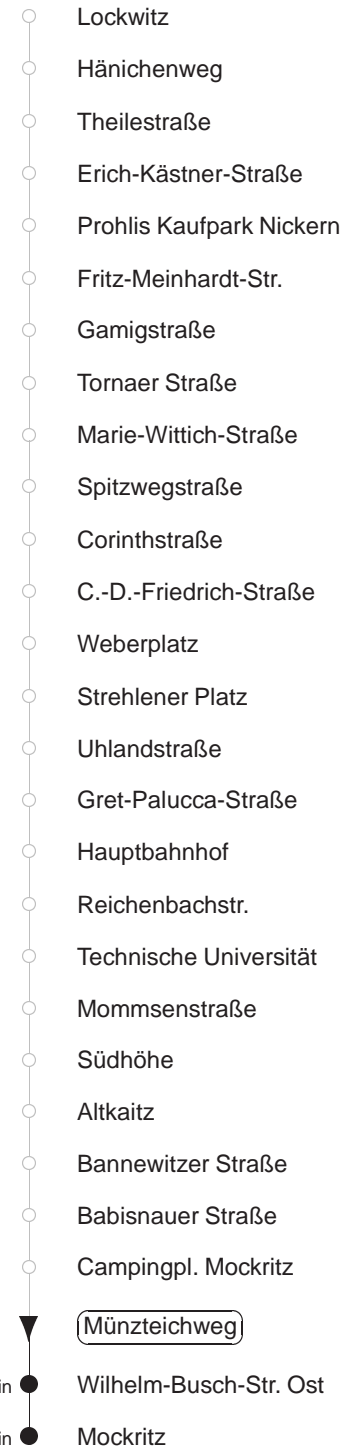 Lockwitz
Hänichenweg
Theilestraße
Erich-Kästner-Straße
Prohlis Kaufpark Nickern
Fritz-Meinhardt-Str.
Gamigstraße
Tornaer Straße
Marie-Wittich-Straße
Spitzwegstraße
Corinthstraße
C.-D.-Friedrich-Straße
Weberplatz
Strehlener Platz
Uhlandstraße
Gret-Palucca-Straße
Hauptbahnhof
Reichenbachstr.
Technische Universität
Mommsenstraße
Südhöhe
Altkaitz
Bannewitzer Straße
Babisnauer Straße
Campingpl. Mockritz
Münzteichweg
Wilhelm-Busch-Str. Ost
Mockritz